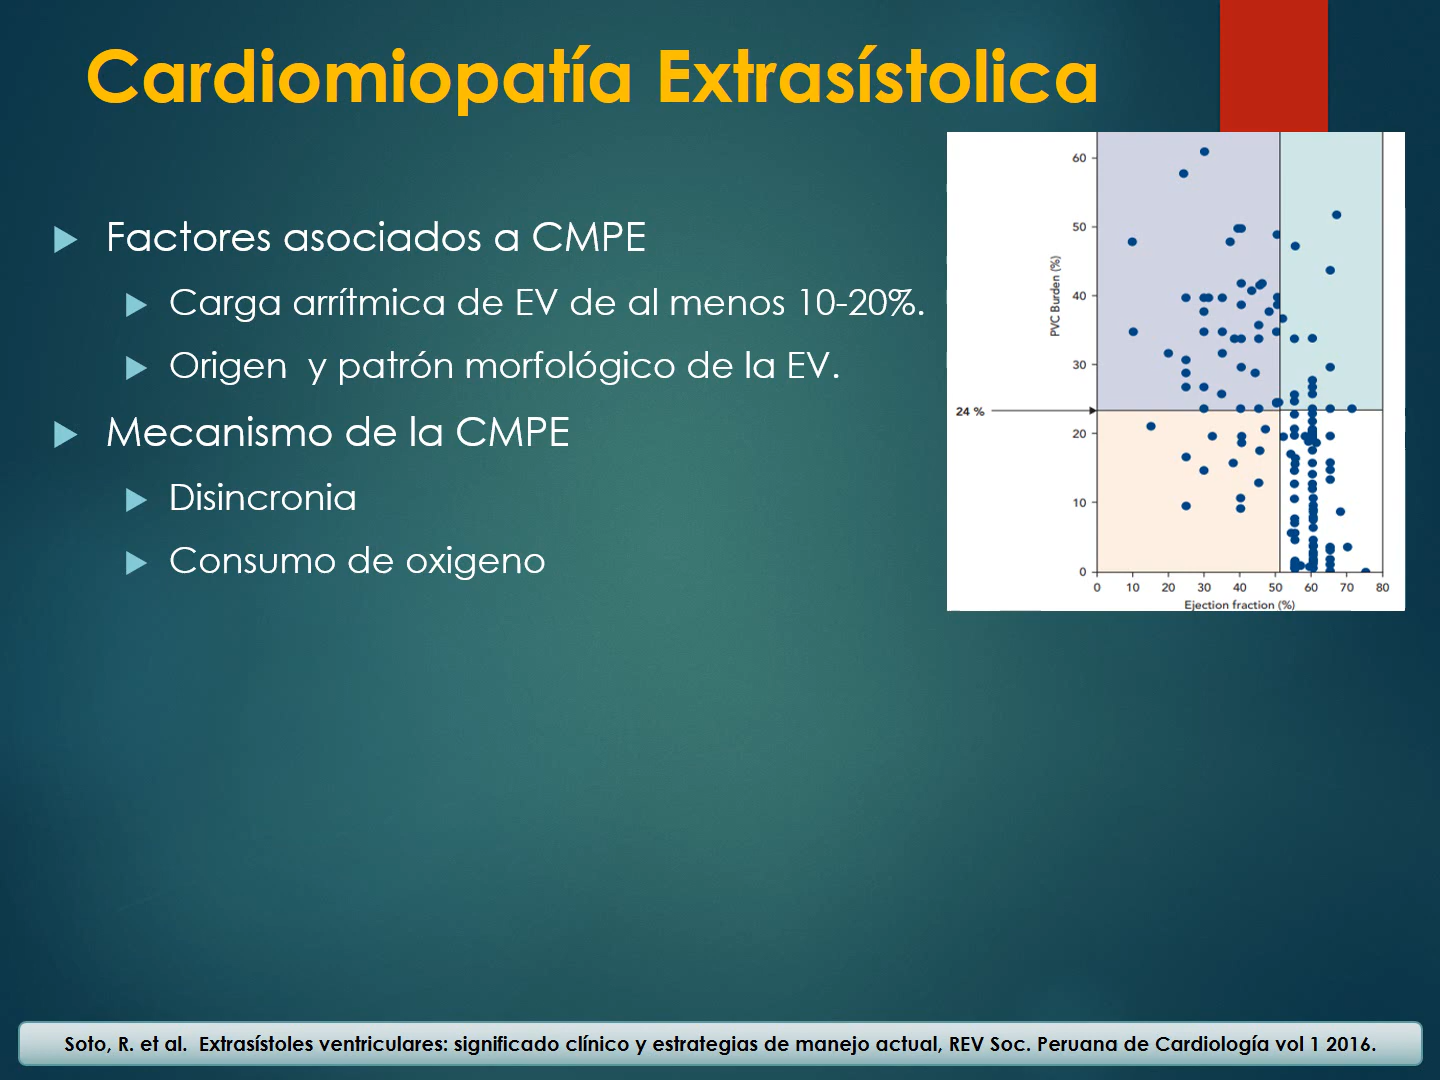 Cardiomiopatía Extrasístolica
Factores asociados a CMPE
Carga arrítmica de EV de al menos 10-20%.
Origen y patrón morfológico de la EV.
Mecanismo de la CMPE
Disincronia
Consumo de oxigeno
60
50
40
30
20
10
0
PVC Burden (%)
24 %
0 10 20 30 40 50 60 70 80
Ejection fraction (%)
Soto, R. et al. Extrasístoles ventriculares: significado clínico y estrategias de manejo actual, REV Soc. Peruana de Cardiología vol 1 2016.